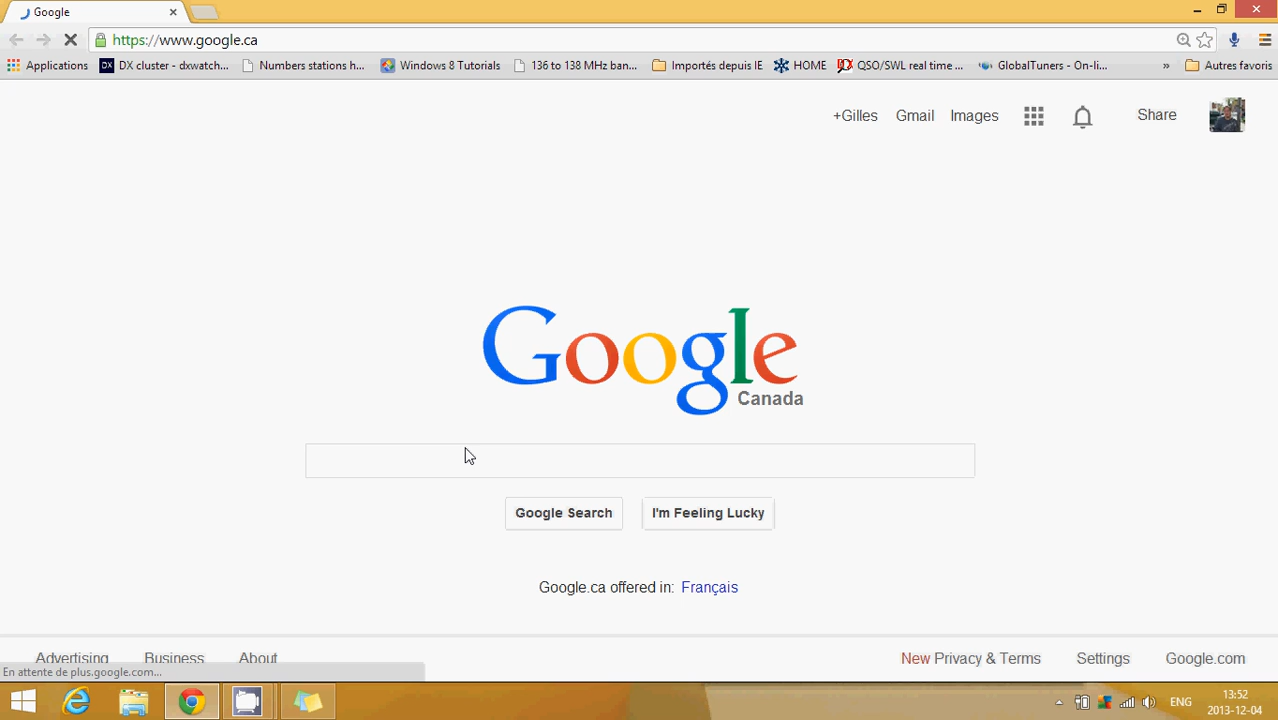 Google
https://www.google.ca
Applications DX DX cluster - dxwatch... Numbers stations h... Windows 8 Tutorials 136 to 138 MHz ban... Importés depuis IE HOME QSO/SWL real time ... GlobalTuners - On-li... » Autres favoris
+Gilles Gmail Images Share
Google
Canada
Google Search I'm Feeling Lucky
Google.ca offered in: Français
Advertising Business About New Privacy & Terms Settings Google.com
En attente de plus.google.com...
ENG 13:52
2013-12-04